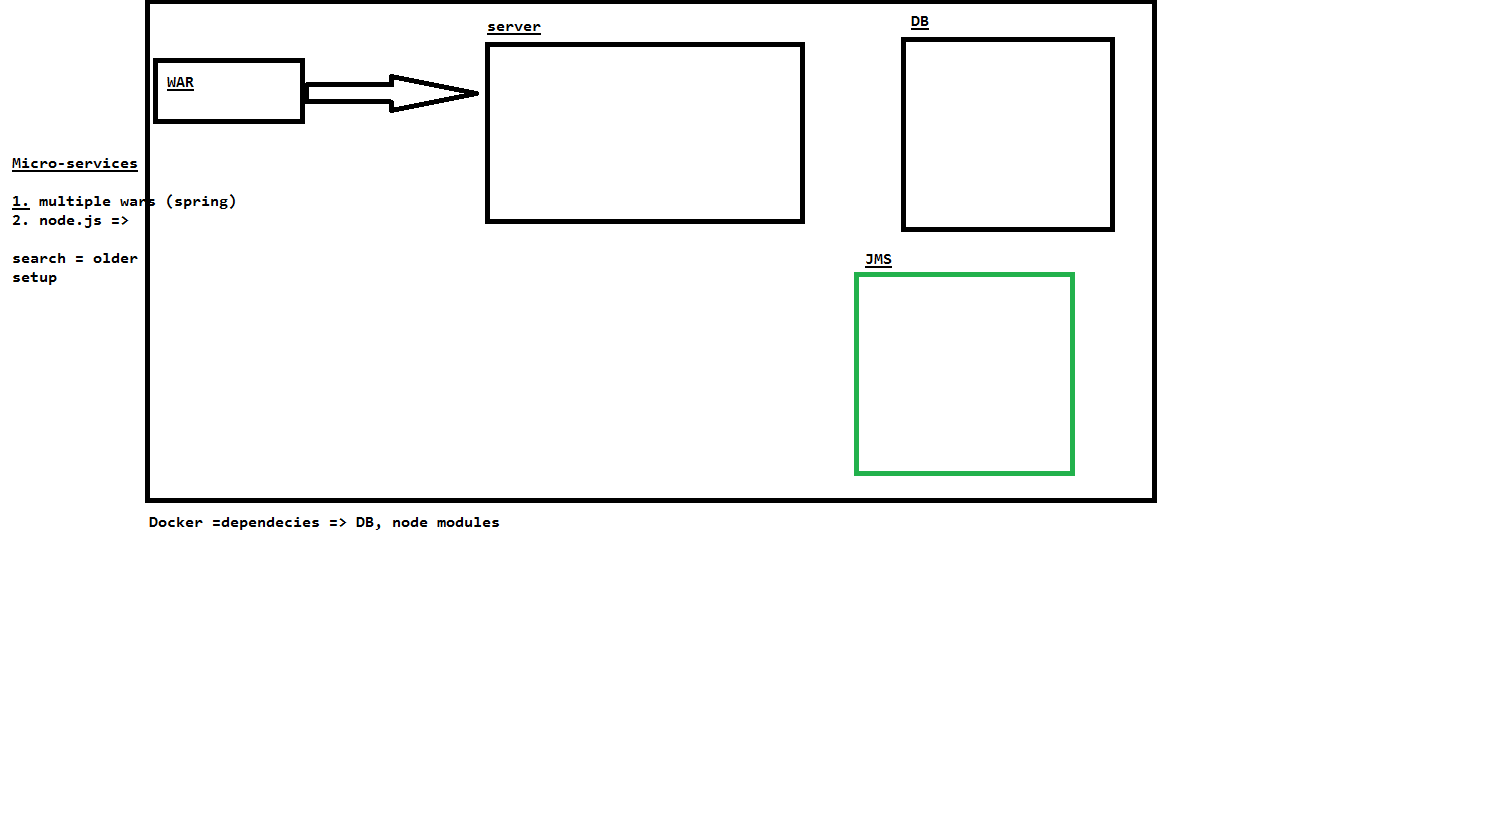 server
DB
WAR
Micro-services
1. multiple wars (spring)
2. node.js =>
search = older
setup
JMS
Docker =dependecies => DB, node modules